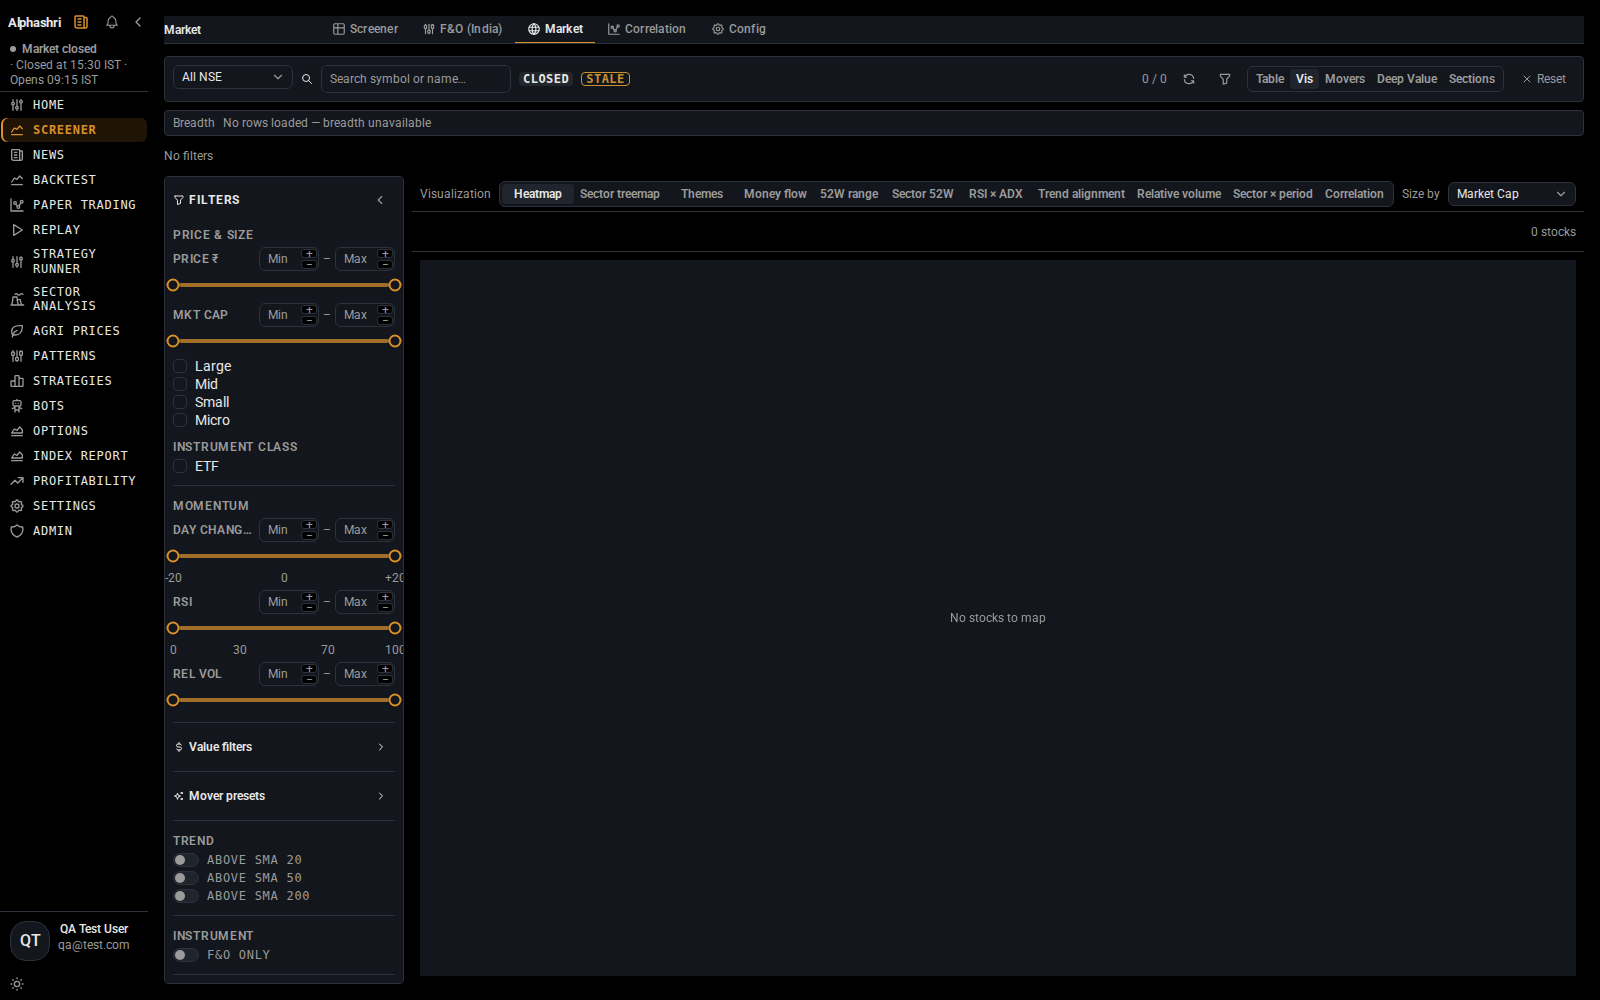 Alphashri
Market closed
· Closed at 15:30 IST ·
Opens 09:15 IST
HOME
SCREENER
NEWS
BACKTEST
PAPER TRADING
REPLAY
STRATEGY
RUNNER
SECTOR
ANALYSIS
AGRI PRICES
PATTERNS
STRATEGIES
BOTS
OPTIONS
INDEX REPORT
PROFITABILITY
SETTINGS
ADMIN
QT
QA Test User
qa@test.com
Market
Screener
F&O (India)
Market
Correlation
Config
All NSE
Search symbol or name...
CLOSED
STALE
0 / 0
Table
Vis
Movers
Deep Value
Sections
Reset
Breadth No rows loaded — breadth unavailable
No filters
FILTERS
PRICE & SIZE
PRICE ₹ Min – Max
MKT CAP Min – Max
Large
Mid
Small
Micro
INSTRUMENT CLASS
ETF
MOMENTUM
DAY CHANG... Min – Max
-20 0 +20
RSI Min – Max
0 30 70 100
REL VOL Min – Max
Value filters
Mover presets
TREND
ABOVE SMA 20
ABOVE SMA 50
ABOVE SMA 200
INSTRUMENT
F&O ONLY
Visualization
Heatmap
Sector treemap
Themes
Money flow
52W range
Sector 52W
RSI × ADX
Trend alignment
Relative volume
Sector × period
Correlation
Size by
Market Cap
0 stocks
No stocks to map